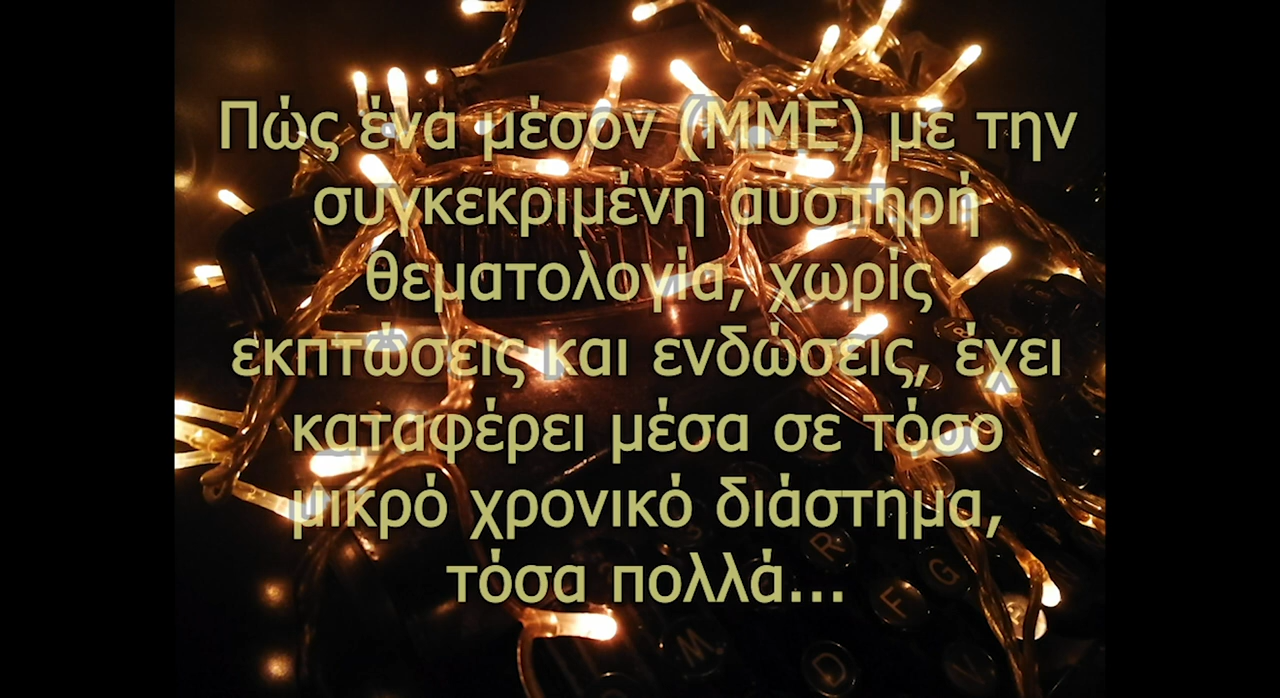 Πώς ένα μέσον (ΜΜΕ) με την
συγκεκριμένη αυστηρή
θεματολογία, χωρίς
εκπτώσεις και ενδώσεις, έχει
καταφέρει μέσα σε τόσο
μικρό χρονικό διάστημα,
τόσα πολλά...
R
G
F
M
D
V